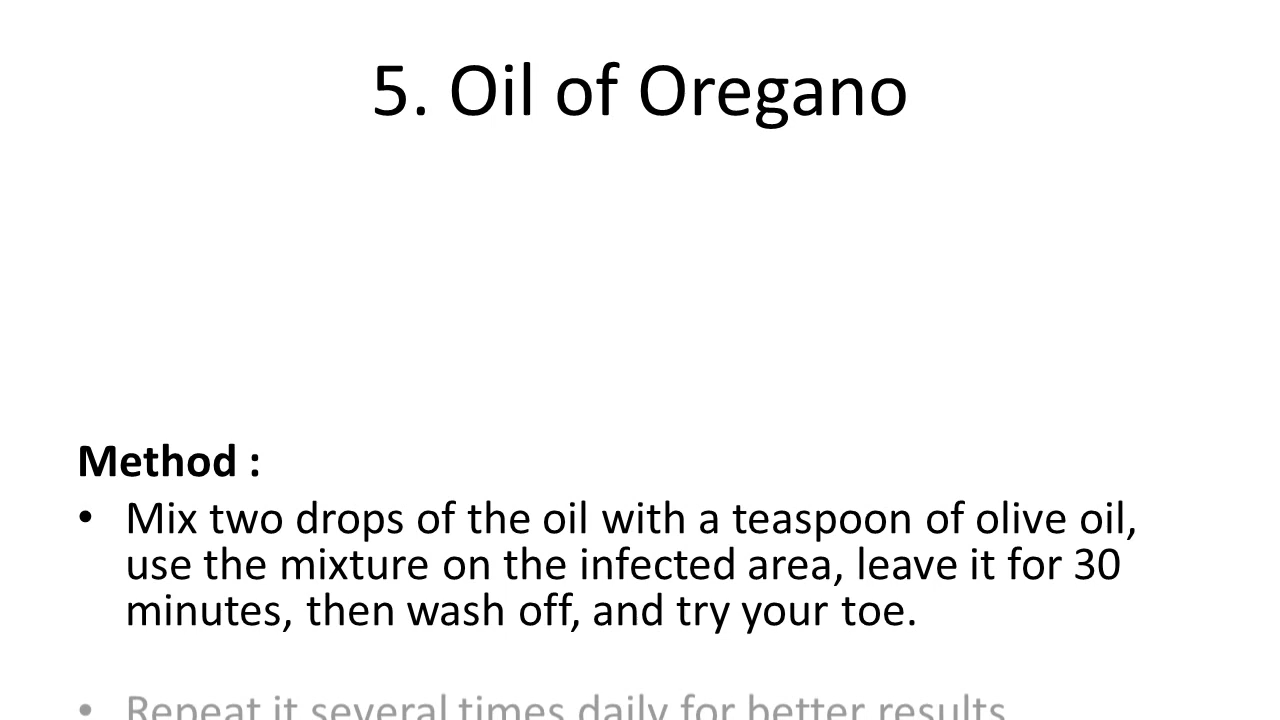 5. Oil of Oregano
Method :
• Mix two drops of the oil with a teaspoon of olive oil,
use the mixture on the infected area, leave it for 30
minutes, then wash off, and try your toe.
• Repeat it several times daily for better results